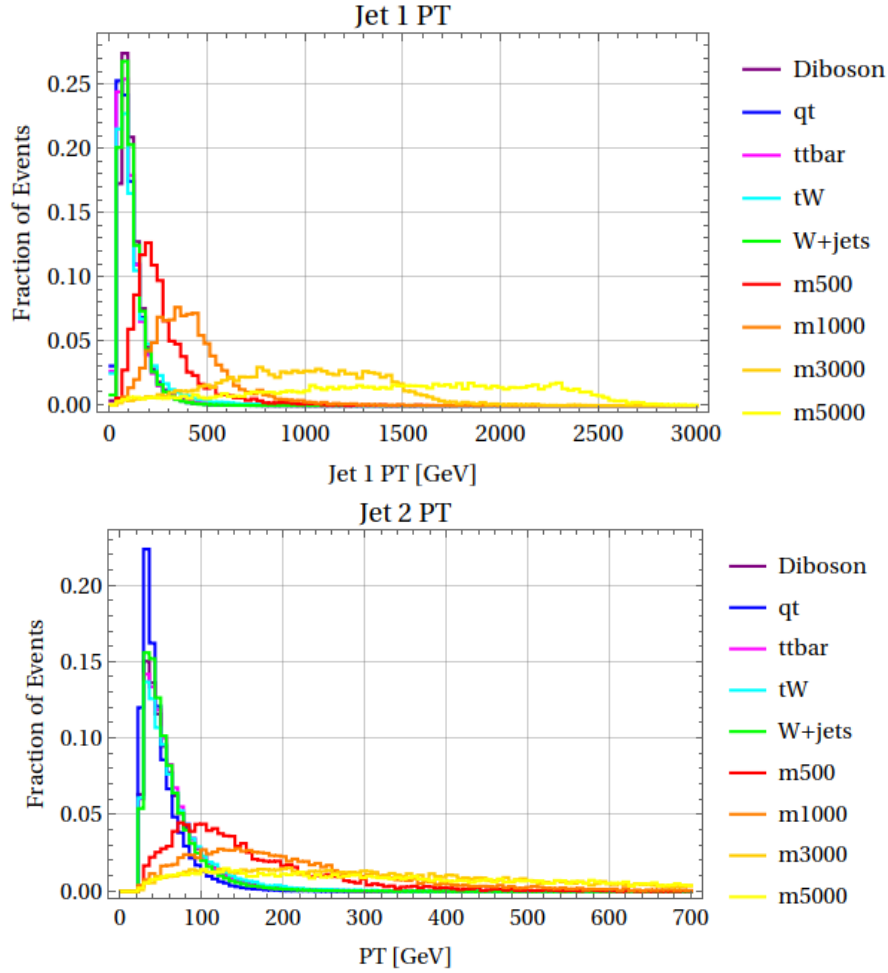 Jet 1 PT
Fraction of Events
0.25
0.20
0.15
0.10
0.05
0.00
0 500 1000 1500 2000 2500 3000
Jet 1 PT [GeV]
Diboson
qt
ttbar
tW
W+jets
m500
m1000
m3000
m5000
Jet 2 PT
Fraction of Events
0.20
0.15
0.10
0.05
0.00
0 100 200 300 400 500 600 700
PT [GeV]
Diboson
qt
ttbar
tW
W+jets
m500
m1000
m3000
m5000